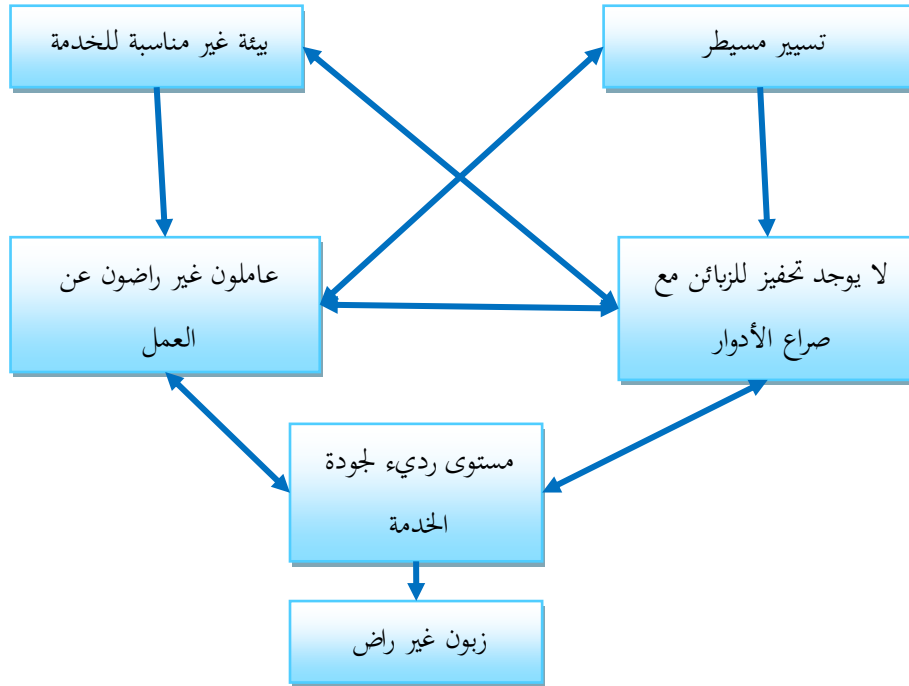 تسيير مسيطر
بيئة غير مناسبة للخدمة
لا يوجد تحفيز للزبائن مع
صراع الأدوار
عاملون غير راضون عن
العمل
مستوى رديء لجودة
الخدمة
زبون غير راض